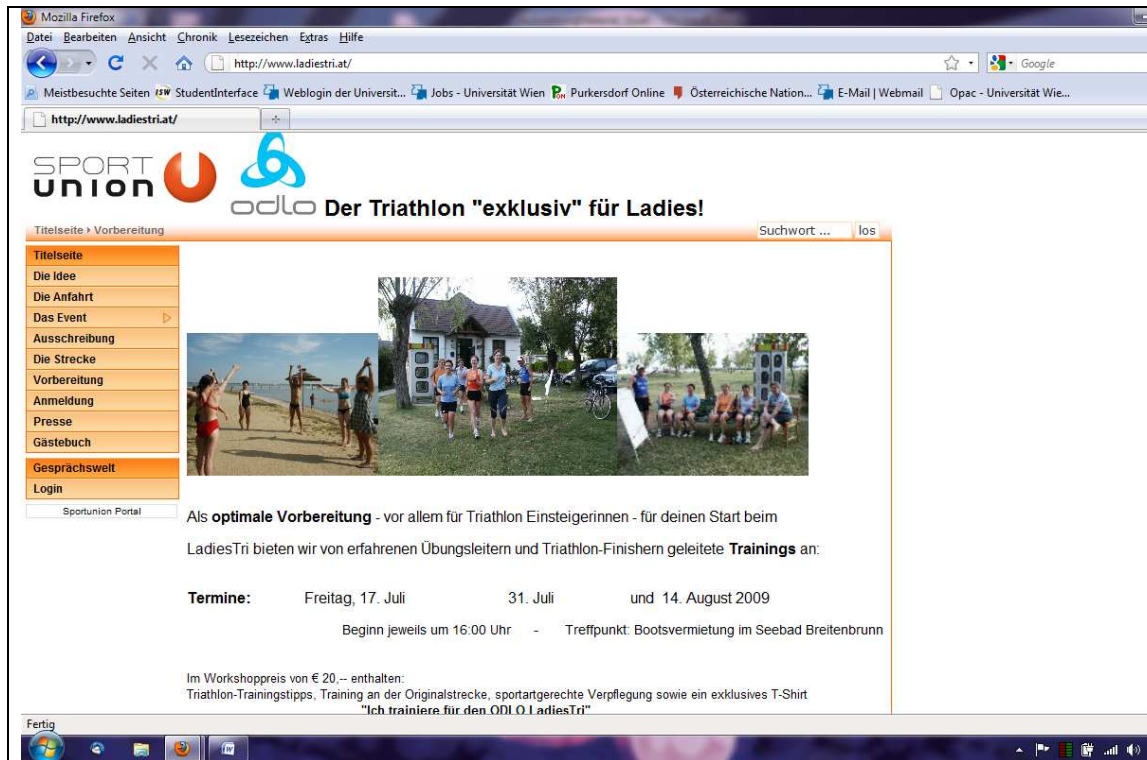 Mozilla Firefox
Datei Bearbeiten Ansicht Chronik Lesezeichen Extras Hilfe
http://www.ladiestri.at/
Google
Meistbesuchte Seiten ISW StudentInterface Weblogin der Universit... Jobs - Universität Wien Purkersdorf Online Österreichische Nation... E-Mail | Webmail Opac - Universität Wie...
http://www.ladiestri.at/
SPORT
union
odlo Der Triathlon "exklusiv" für Ladies!
Titelseite Vorbereitung
Suchwort ... los
Titelseite
Die Idee
Die Anfahrt
Das Event
Ausschreibung
Die Strecke
Vorbereitung
Anmeldung
Presse
Gästebuch
Gesprächswelt
Login
Sportunion Portal
Als optimale Vorbereitung - vor allem für Triathlon Einsteigerinnen - für deinen Start beim
LadiesTri bieten wir von erfahrenen Übungsleitern und Triathlon-Finishern geleitete Trainings an:
Termine: Freitag, 17. Juli 31. Juli und 14. August 2009
Beginn jeweils um 16:00 Uhr - Treffpunkt: Bootsvermietung im Seebad Breitenbrunn
Im Workshoppreis von € 20,-- enthalten:
Triathlon-Trainingstipps, Training an der Originalstrecke, sportartgerechte Verpflegung sowie ein exklusives T-Shirt
"Ich trainiere für den ODLO LadiesTri"
Fertig